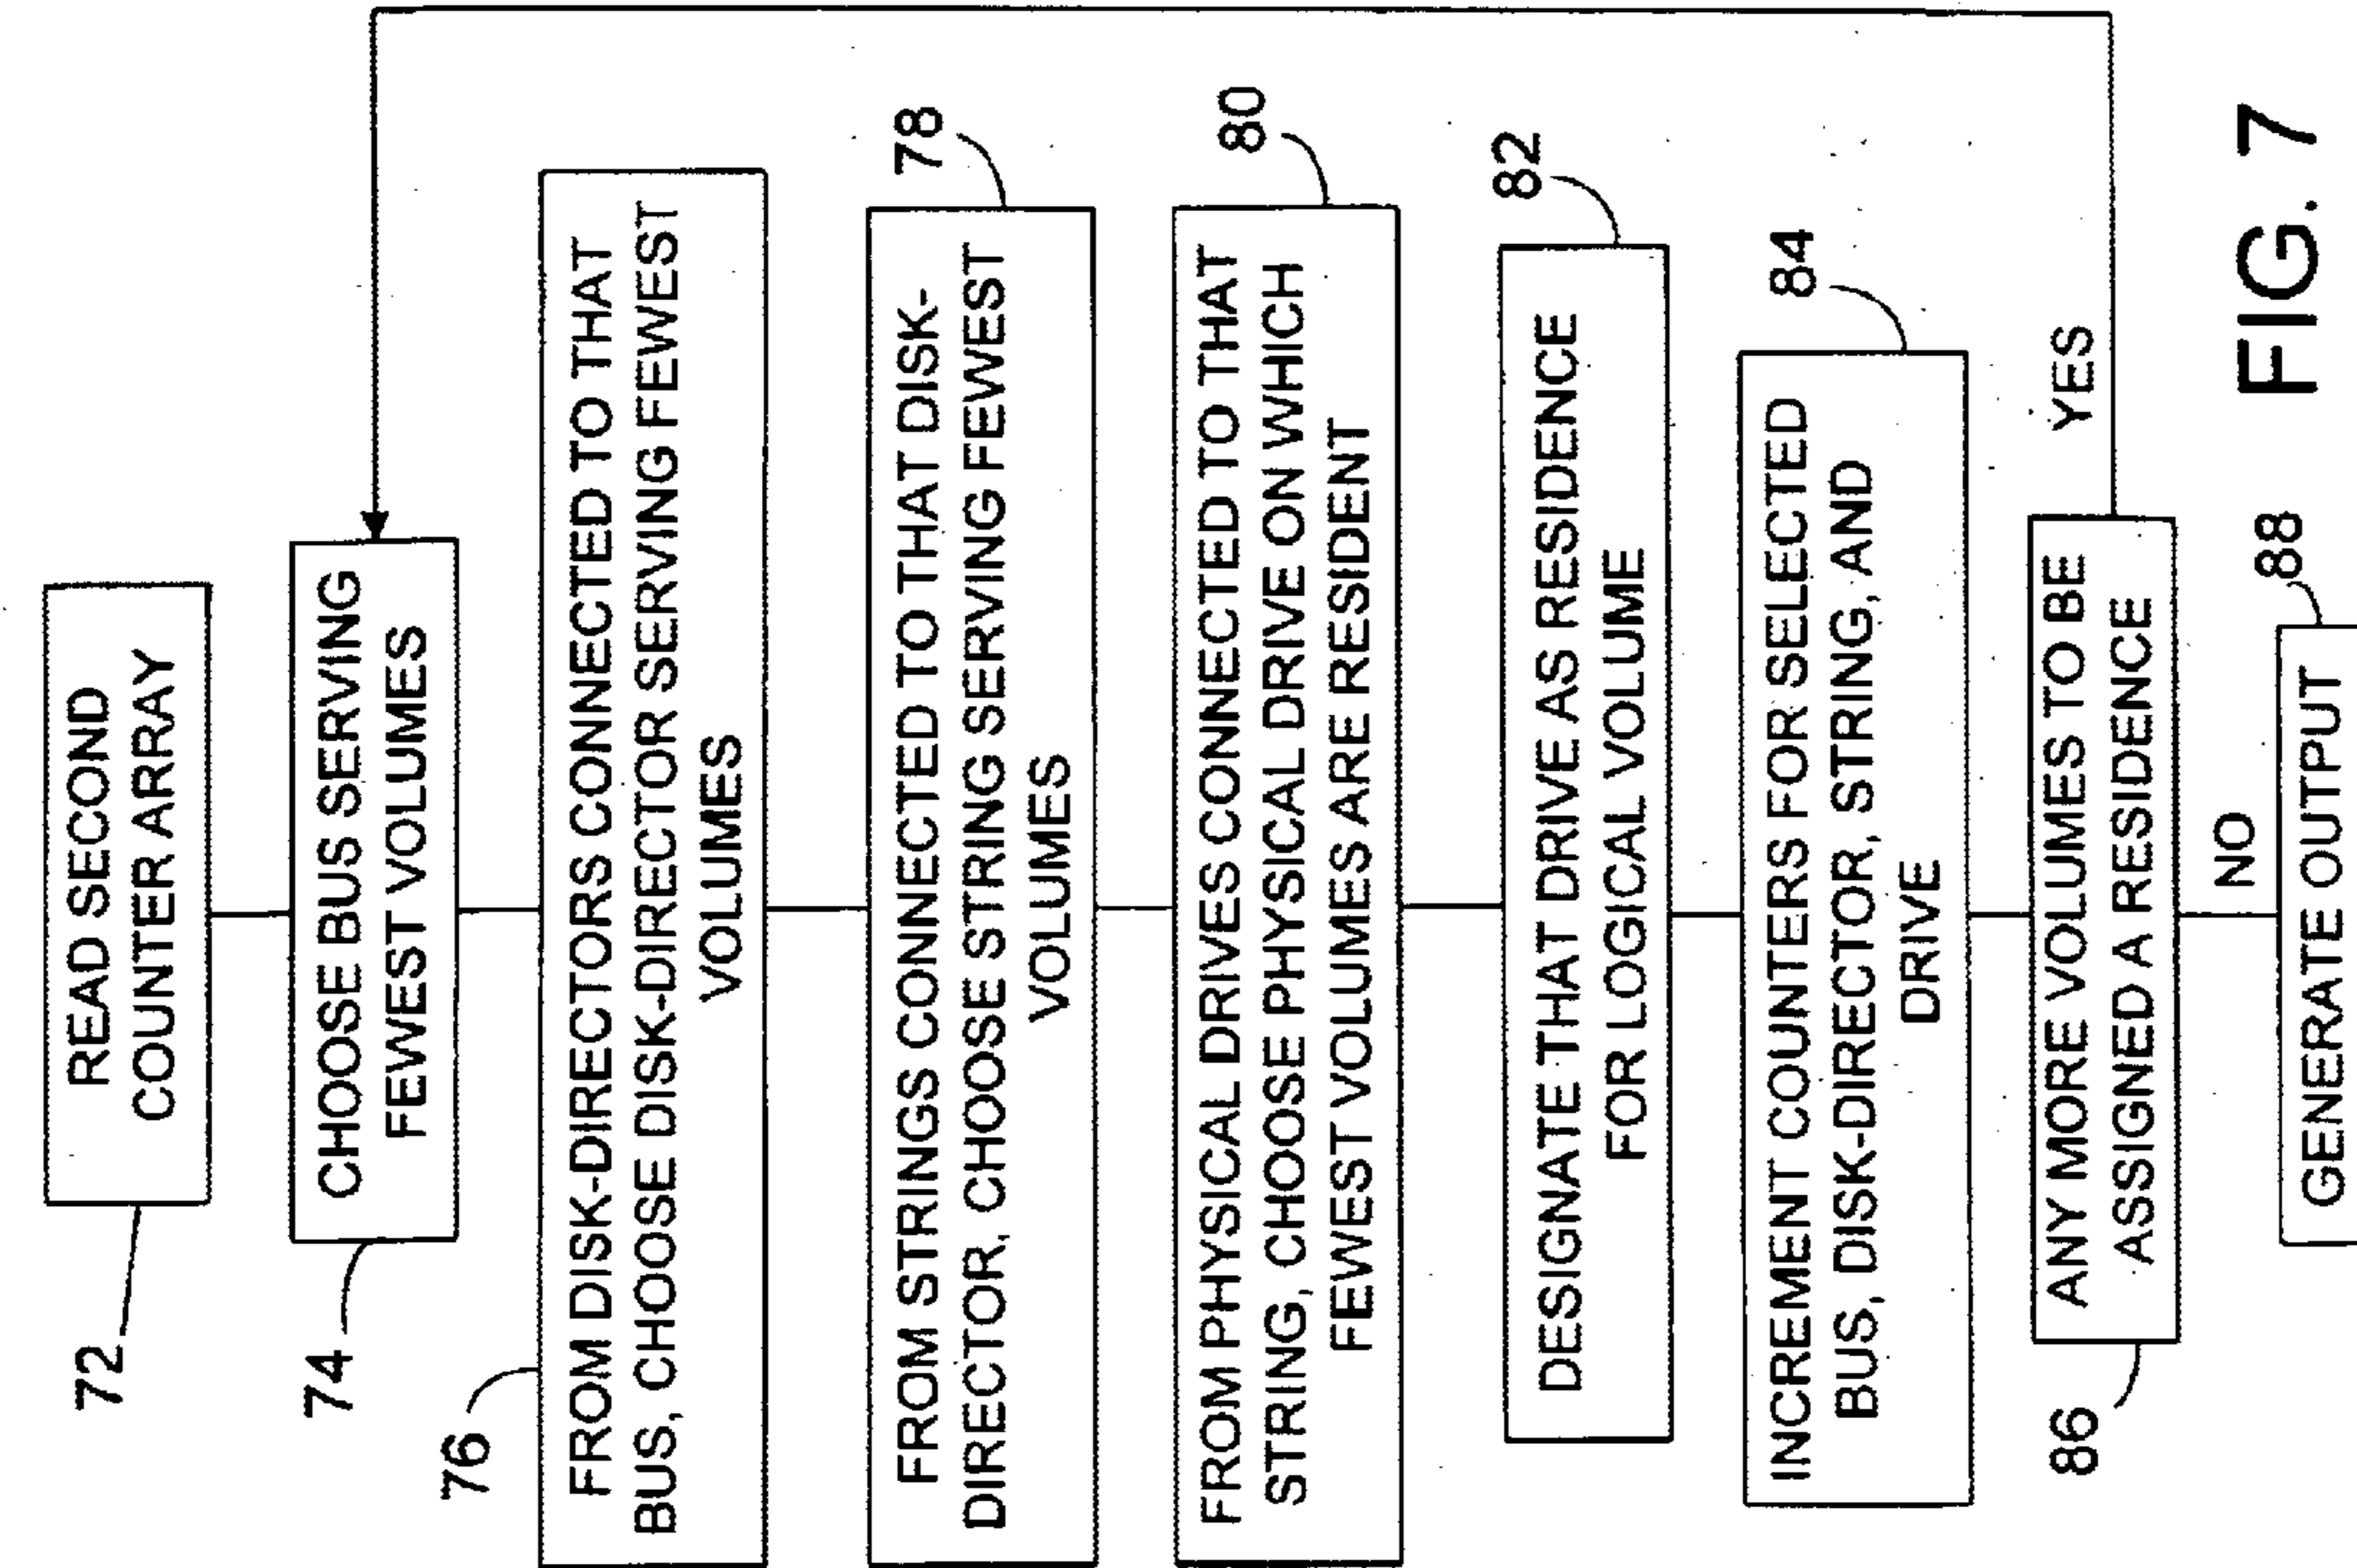 72
READ SECOND
COUNTER ARRAY
74
CHOOSE BUS SERVING
FEWEST VOLUMES
76
FROM DISK-DIRECTORS CONNECTED TO THAT
BUS, CHOOSE DISK-DIRECTOR SERVING FEWEST
VOLUMES
78
FROM STRINGS CONNECTED TO THAT DISK-
DIRECTOR, CHOOSE STRING SERVING FEWEST
VOLUMES
80
FROM PHYSICAL DRIVES CONNECTED TO THAT
STRING, CHOOSE PHYSICAL DRIVE ON WHICH
FEWEST VOLUMES ARE RESIDENT
82
DESIGNATE THAT DRIVE AS RESIDENCE
FOR LOGICAL VOLUME
84
INCREMENT COUNTERS FOR SELECTED
BUS, DISK-DIRECTOR, STRING, AND
DRIVE
86
ANY MORE VOLUMES TO BE
ASSIGNED A RESIDENCE
YES
NO
88
GENERATE OUTPUT
FIG. 7